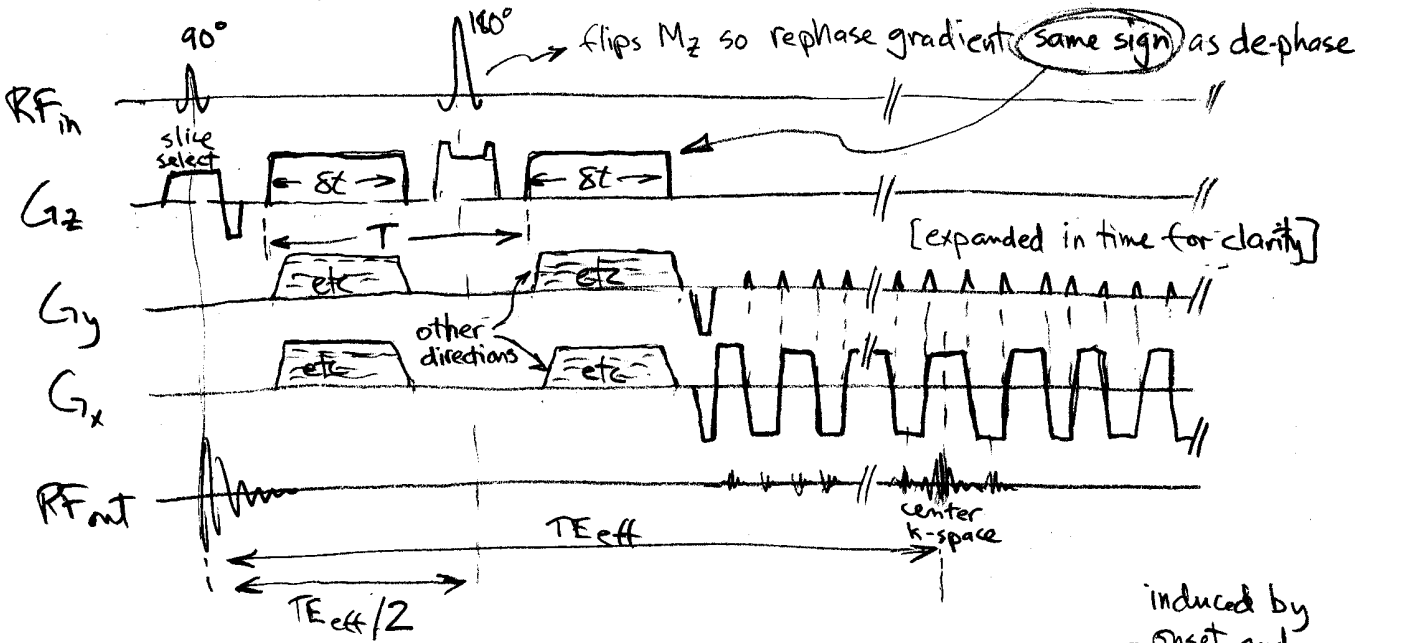 90°
180°
flips Mz so rephase gradient same sign as de-phase
RFin
slice
select
Gz
δt
δt
T
[expanded in time for clarity]
Gy
etc
etc
other
directions
Gx
etc
etc
RFout
center
k-space
TEeff
TEeff/2
induced by
onset and